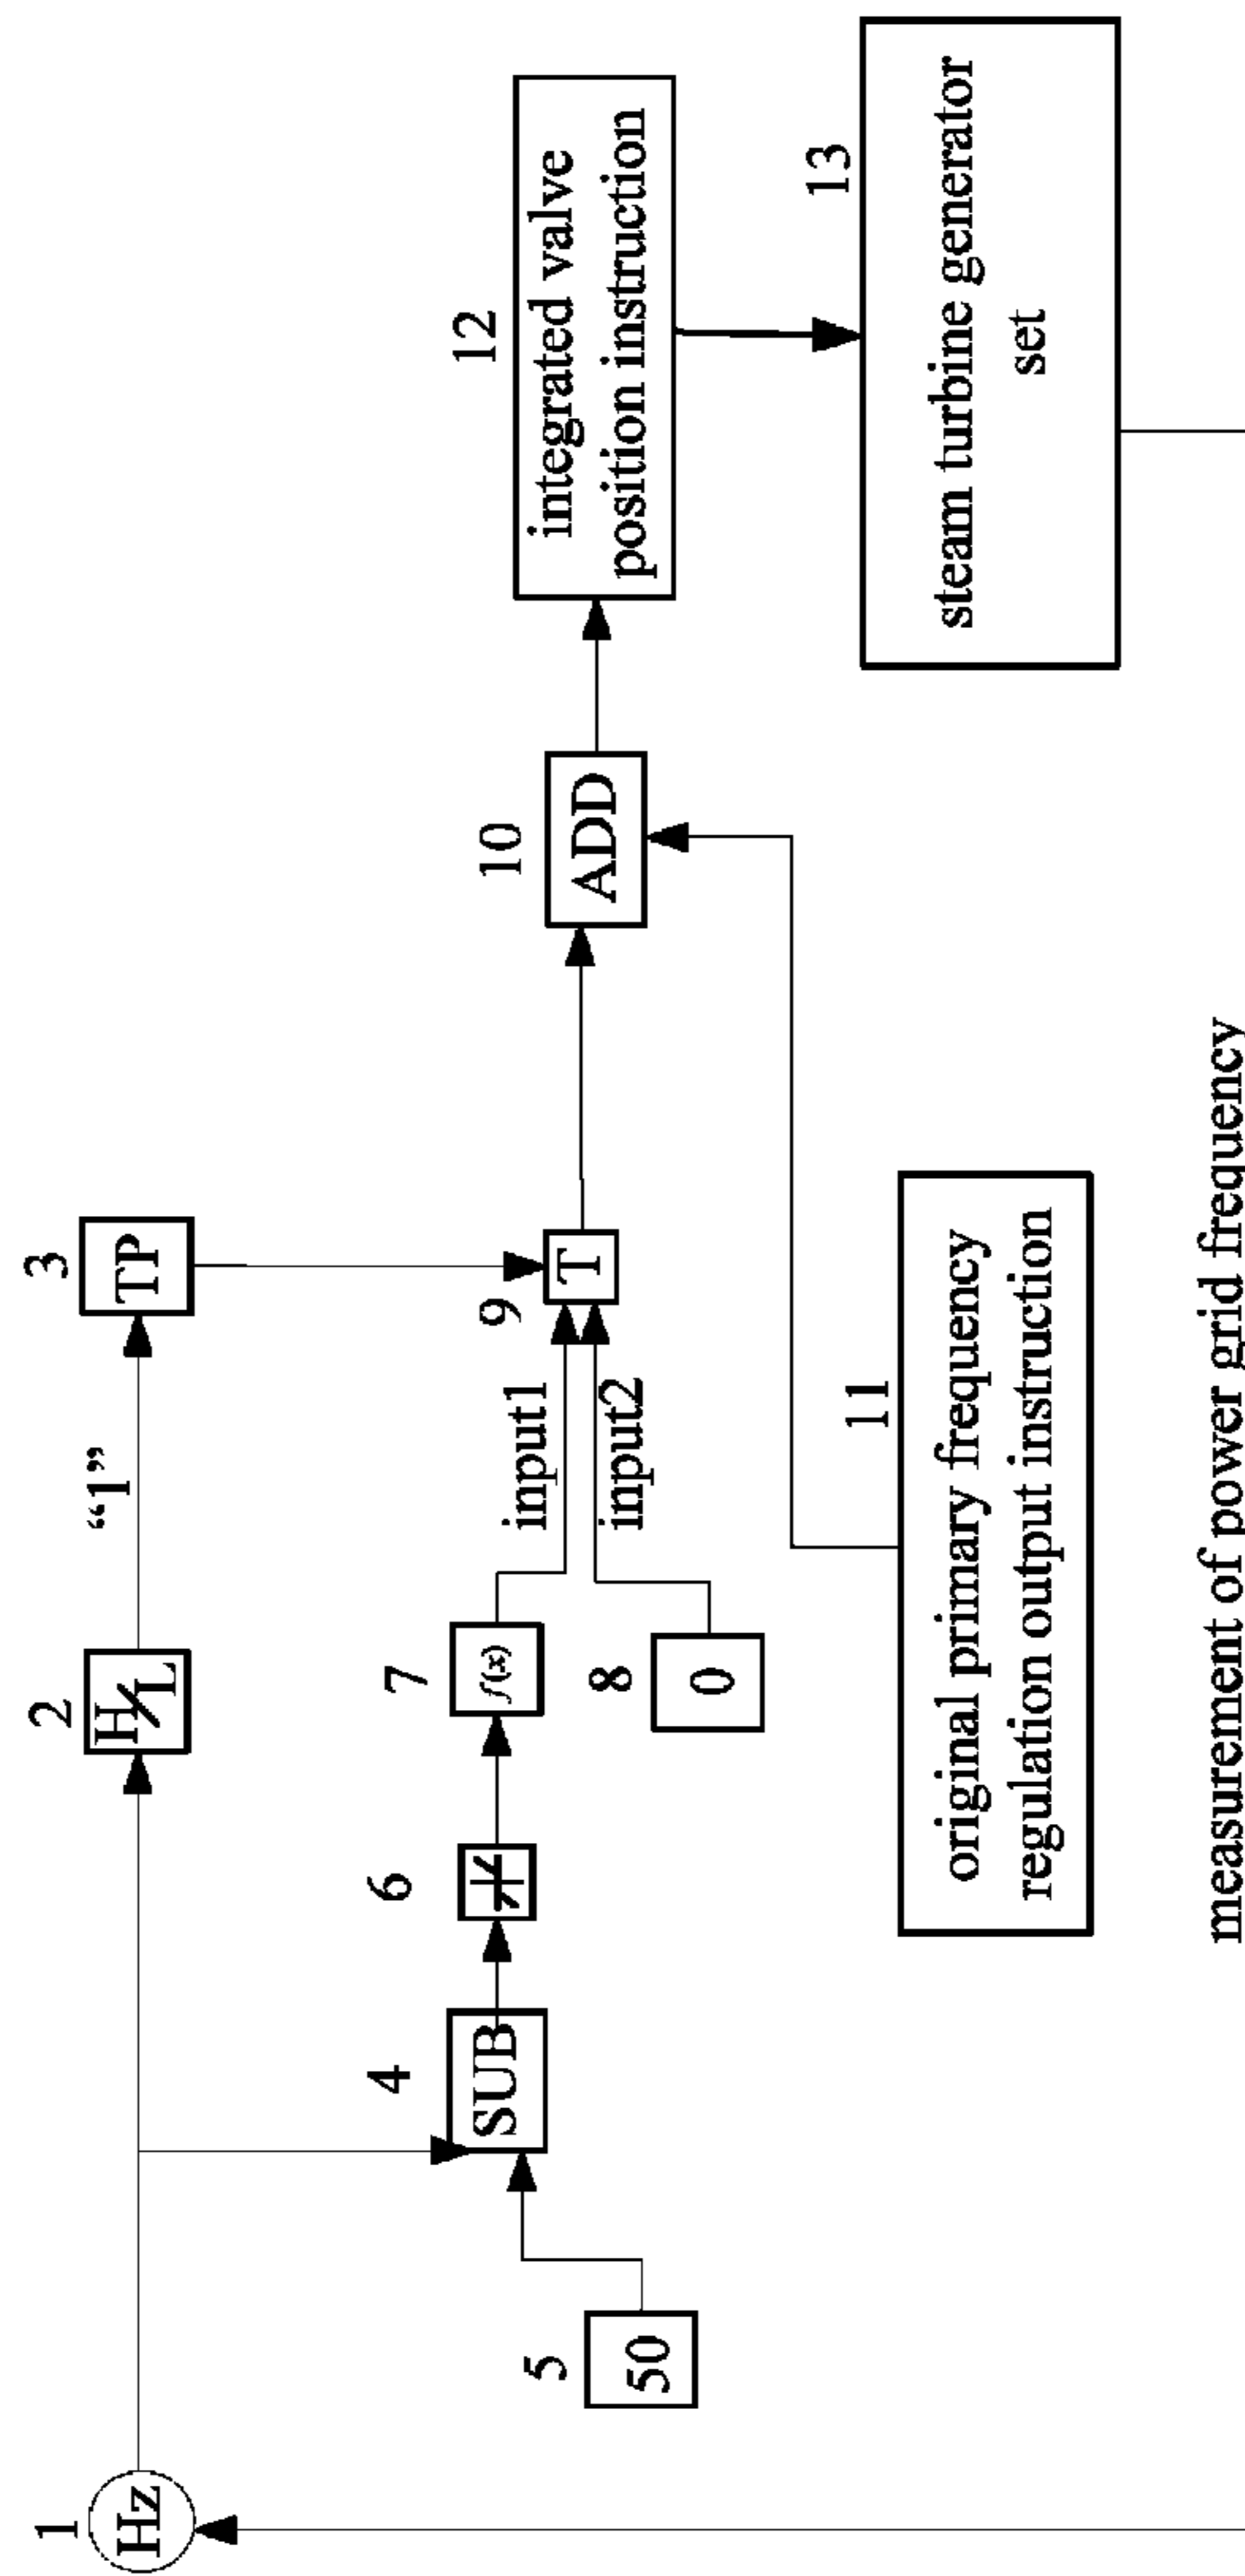 1
Hz
2
H/L
"1"
3
TP
4
SUB
5
50
6
7
f(x)
8
0
input1
input2
9
T
10
ADD
11
original primary frequency
regulation output instruction
12
integrated valve
position instruction
13
steam turbine generator
set
measurement of power grid frequency